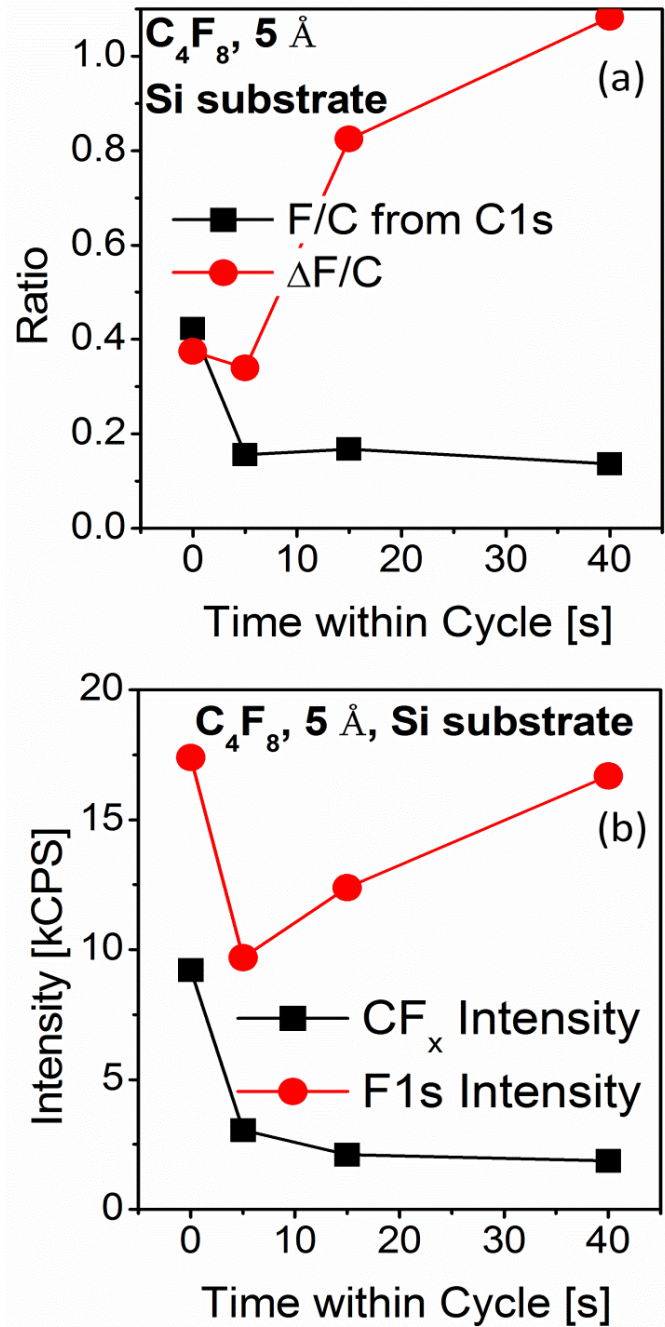 C₄F₈, 5 Å
(a)
Si substrate
F/C from C1s
ΔF/C
Ratio
1.0
0.8
0.6
0.4
0.2
0.0
0 10 20 30 40
Time within Cycle [s]
C₄F₈, 5 Å, Si substrate
(b)
CFₓ Intensity
F1s Intensity
Intensity [kCPS]
20
15
10
5
0
0 10 20 30 40
Time within Cycle [s]